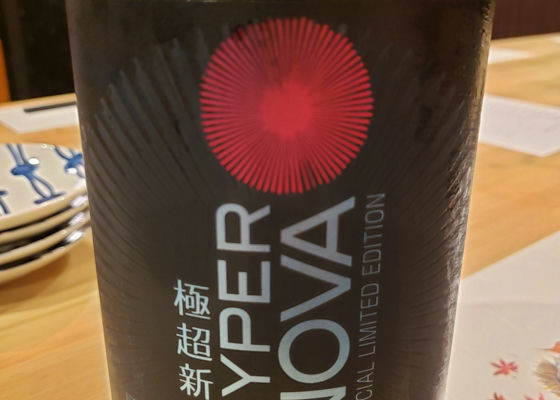 YPER
NOVA
CIAL LIMITED EDITION
極超新